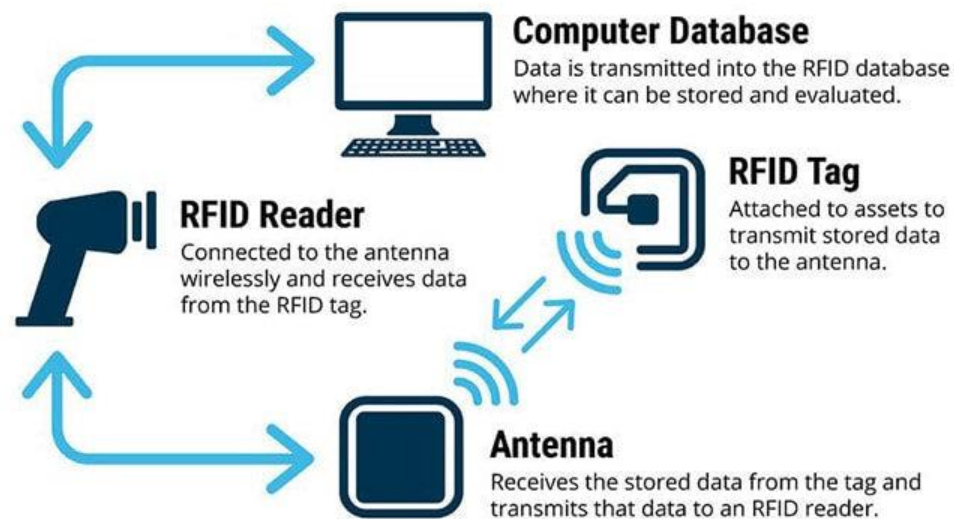 Computer Database
Data is transmitted into the RFID database
where it can be stored and evaluated.
RFID Tag
Attached to assets to
transmit stored data
to the antenna.
RFID Reader
Connected to the antenna
wirelessly and receives data
from the RFID tag.
Antenna
Receives the stored data from the tag and
transmits that data to an RFID reader.